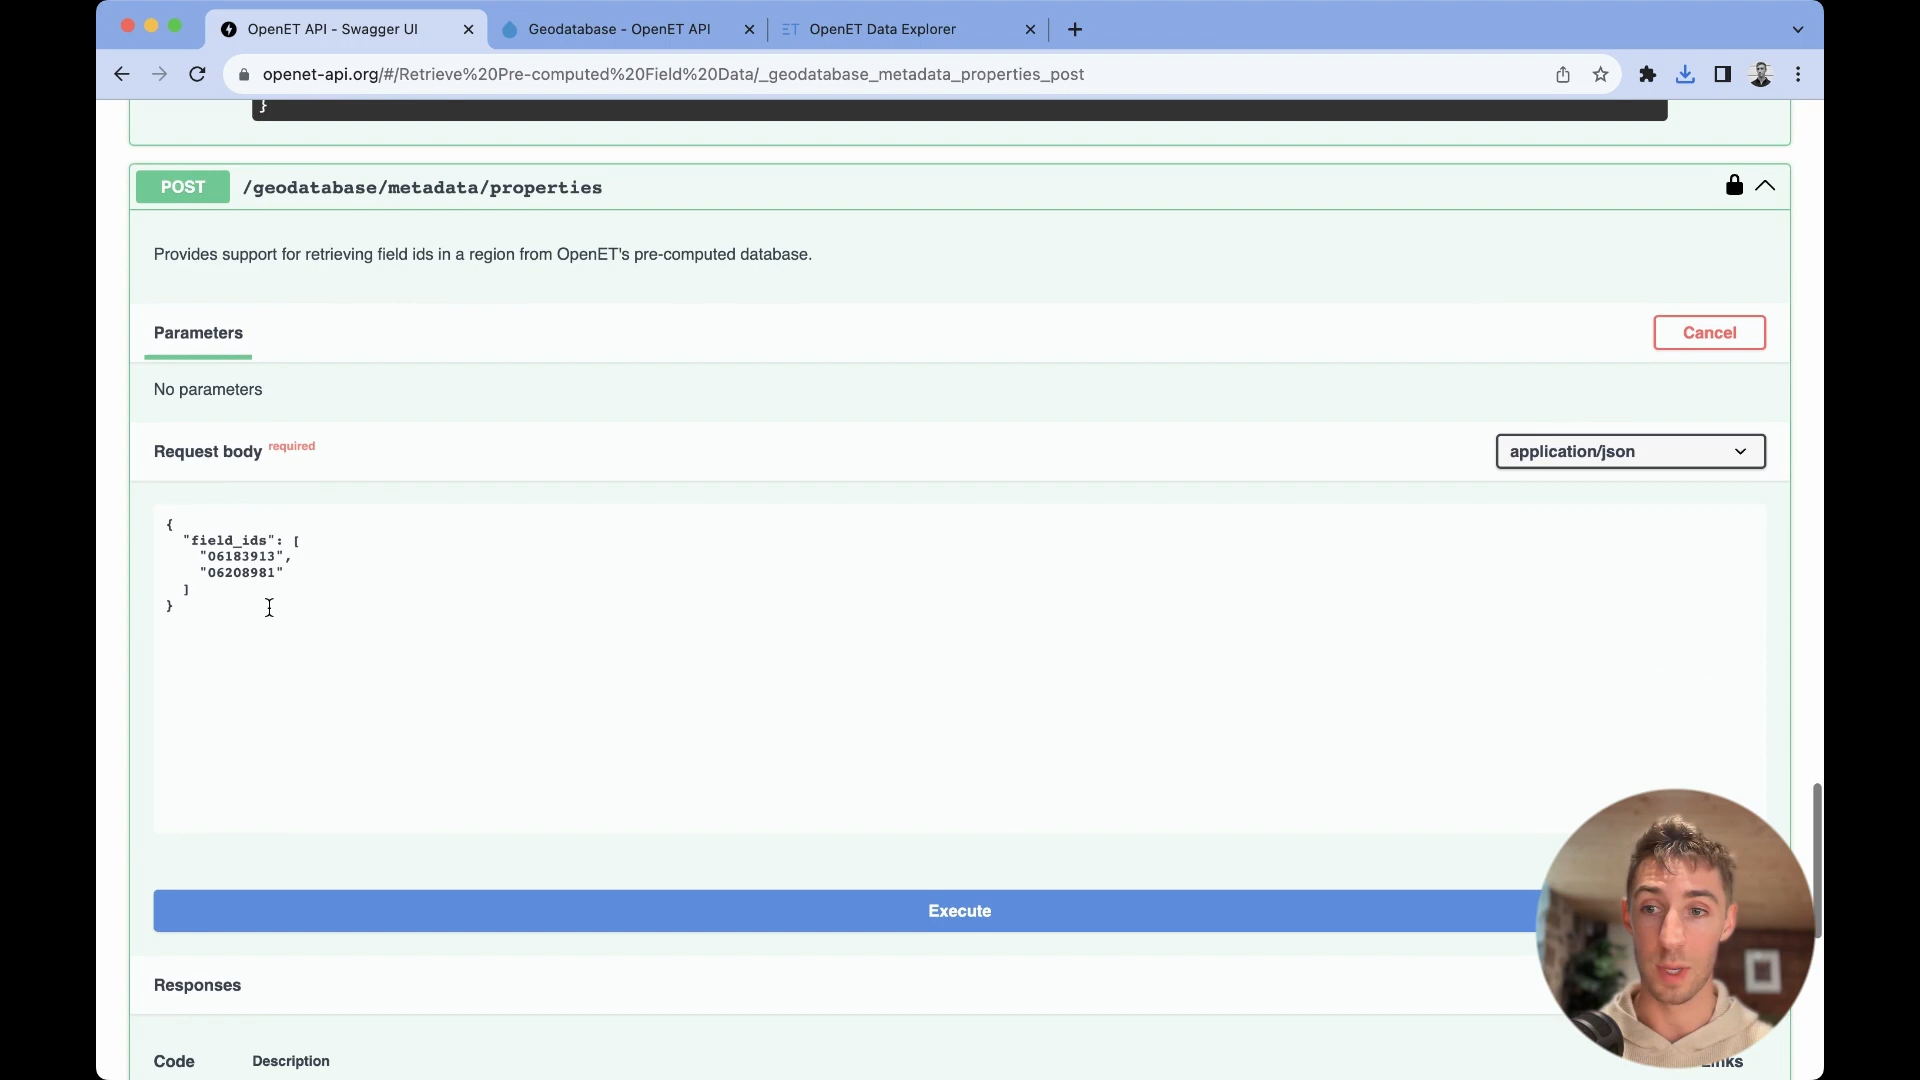 OpenET API - Swagger UI
Geodatabase - OpenET API
ET OpenET Data Explorer
openet-api.org/#/Retrieve%20Pre-computed%20Field%20Data/_geodatabase_metadata_properties_post
}
POST /geodatabase/metadata/properties
Provides support for retrieving field ids in a region from OpenET's pre-computed database.
Parameters
Cancel
No parameters
Request body required
application/json
{
"field_ids": [
"06183913",
"06208981"
]
}
Execute
Responses
Code Description